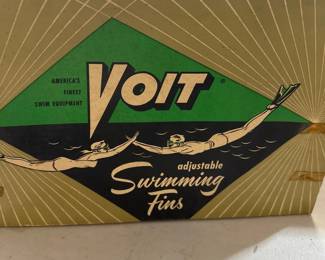 AMERICA'S
FINEST
SWIM EQUIPMENT
VOIT ®
adjustable
Swimming
Fins